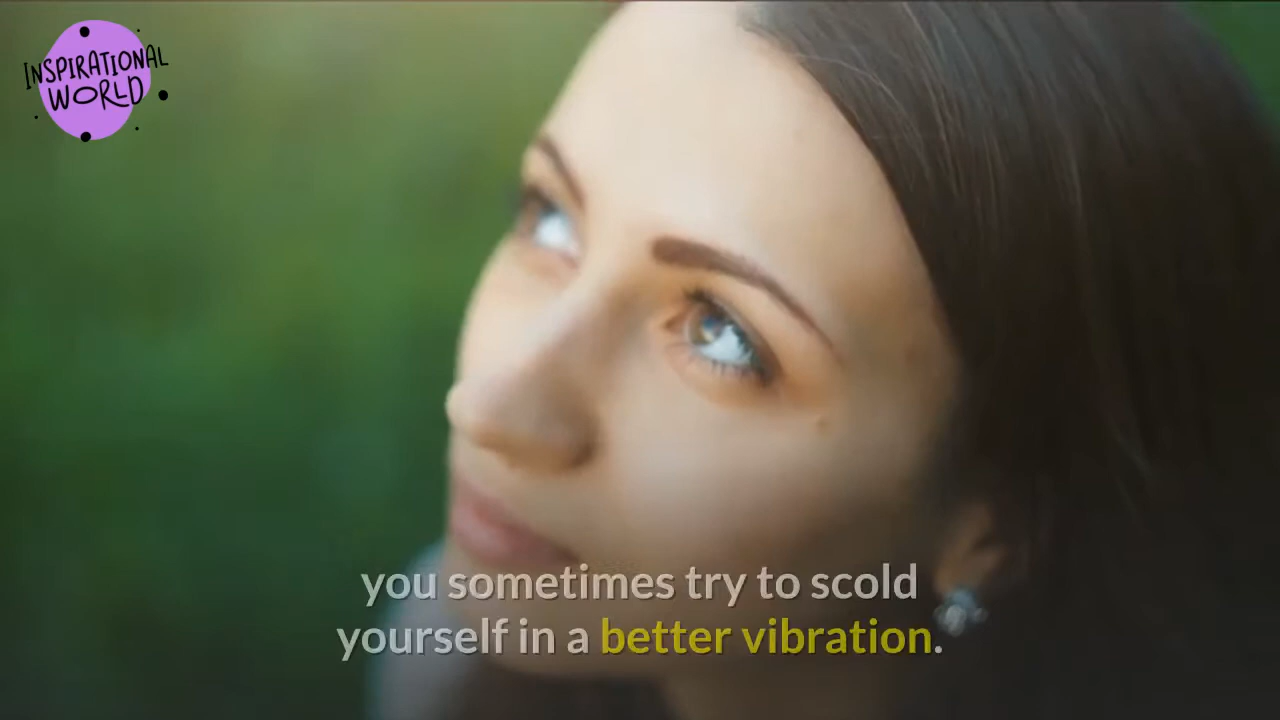 INSPIRATIONAL
WORLD
you sometimes try to scold
yourself in a better vibration.